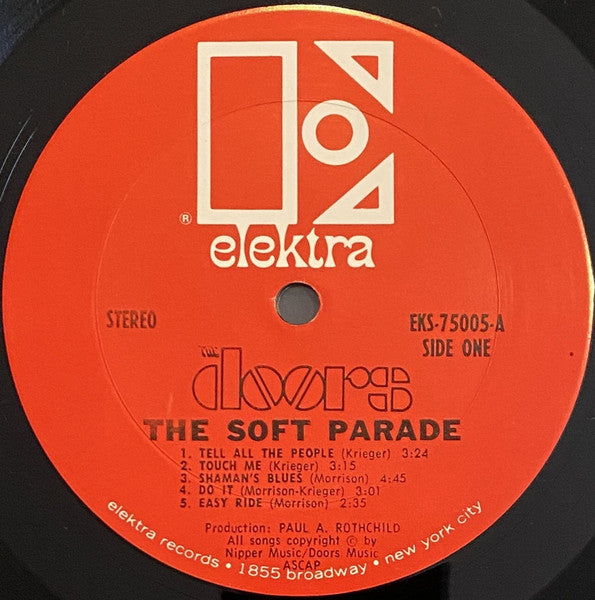 ®
elektra
STEREO
EKS-75005-A
SIDE ONE
THE
doors
THE SOFT PARADE
1. TELL ALL THE PEOPLE (Krieger) 3:24
2. TOUCH ME (Krieger) 3:15
3. SHAMAN'S BLUES (Morrison) 4:45
4. DO IT (Morrison-Krieger) 3:01
5. EASY RIDE (Morrison) 2:35
Production: PAUL A. ROTHCHILD
All songs copyright © by
Nipper Music/Doors Music
ASCAP
elektra records • 1855 broadway • new york city